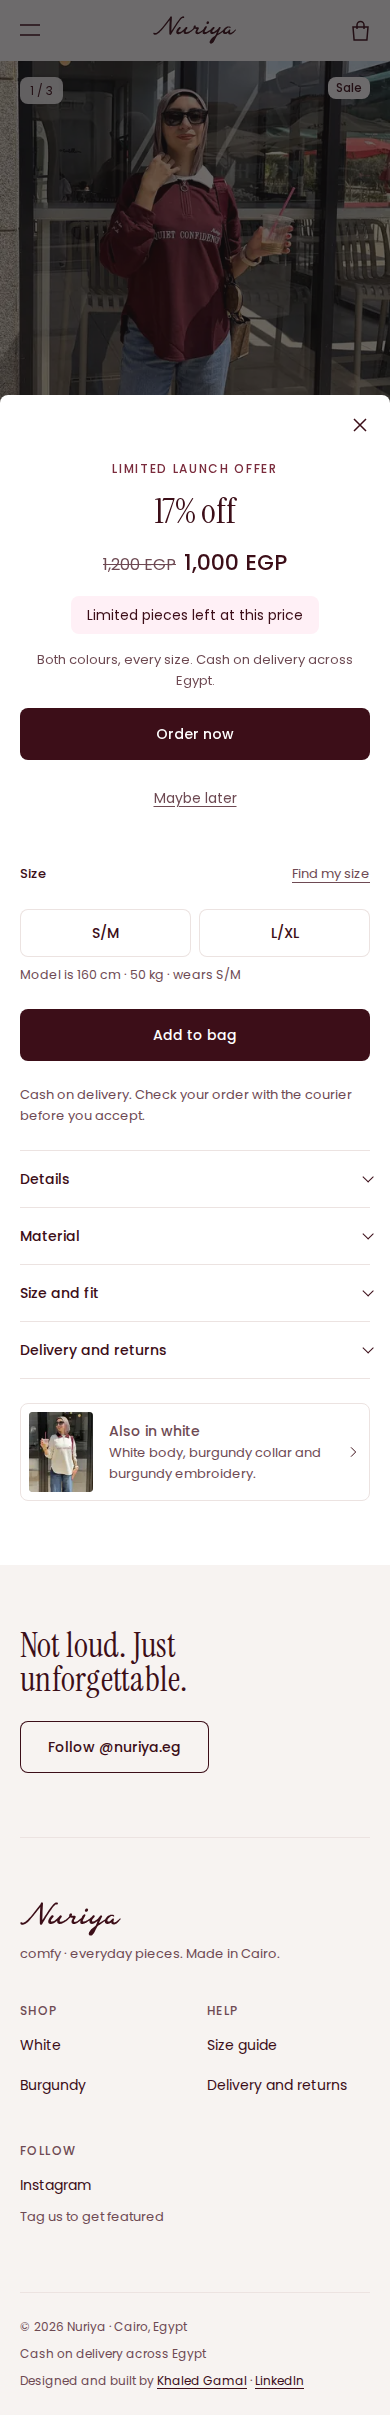 Nuriya
1 / 3
Sale
QUIET CONFIDENCE
LIMITED LAUNCH OFFER
17% off
1,200 EGP 1,000 EGP
Limited pieces left at this price
Both colours, every size. Cash on delivery across
Egypt.
Order now
Maybe later
Size
Find my size
S/M
L/XL
Model is 160 cm · 50 kg · wears S/M
Add to bag
Cash on delivery. Check your order with the courier
before you accept.
Details
Material
Size and fit
Delivery and returns
Also in white
White body, burgundy collar and
burgundy embroidery.
Not loud. Just
unforgettable.
Follow @nuriya.eg
Nuriya
comfy · everyday pieces. Made in Cairo.
SHOP
White
Burgundy
HELP
Size guide
Delivery and returns
FOLLOW
Instagram
Tag us to get featured
© 2026 Nuriya · Cairo, Egypt
Cash on delivery across Egypt
Designed and built by Khaled Gamal · LinkedIn